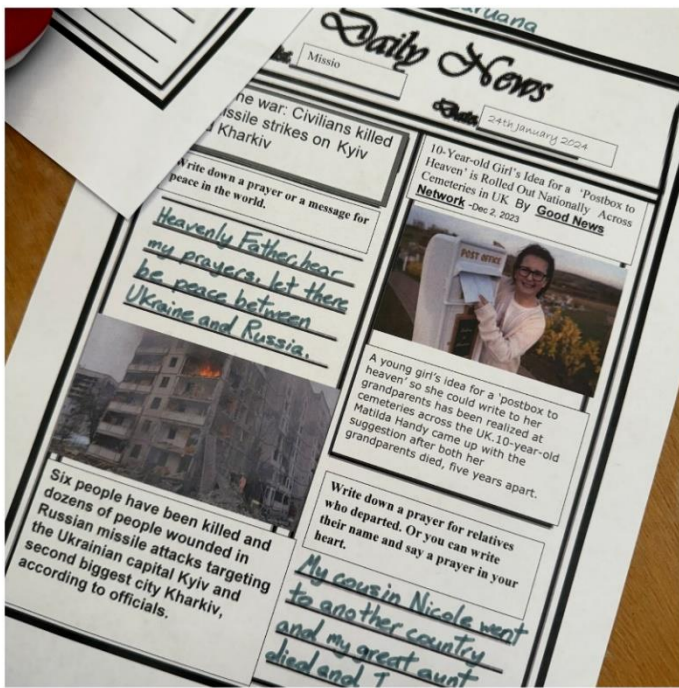 aruana
Daily News
Missio
Date
24th January 2024
ne war: Civilians killed
ssile strikes on Kyiv
Kharkiv
Write down a prayer or a message for
peace in the world.
Heavenly Father, hear
my prayers, let there
be peace between
Ukraine and Russia.
Six people have been killed and
dozens of people wounded in
Russian missile attacks targeting
the Ukrainian capital Kyiv and
second biggest city Kharkiv,
according to officials.
10-Year-old Girl's Idea for a 'Postbox to
Heaven' is Rolled Out Nationally Across
Cemeteries in UK By Good News
Network -Dec 2, 2023
POST OFFICE
A young girl's idea for a 'postbox to
heaven' so she could write to her
grandparents has been realized at
cemeteries across the UK.10-year-old
Matilda Handy came up with the
suggestion after both her
grandparents died, five years apart.
Write down a prayer for relatives
who departed. Or you can write
their name and say a prayer in your
heart.
My cousin Nicole went
to another country
and my great aunt
died and I